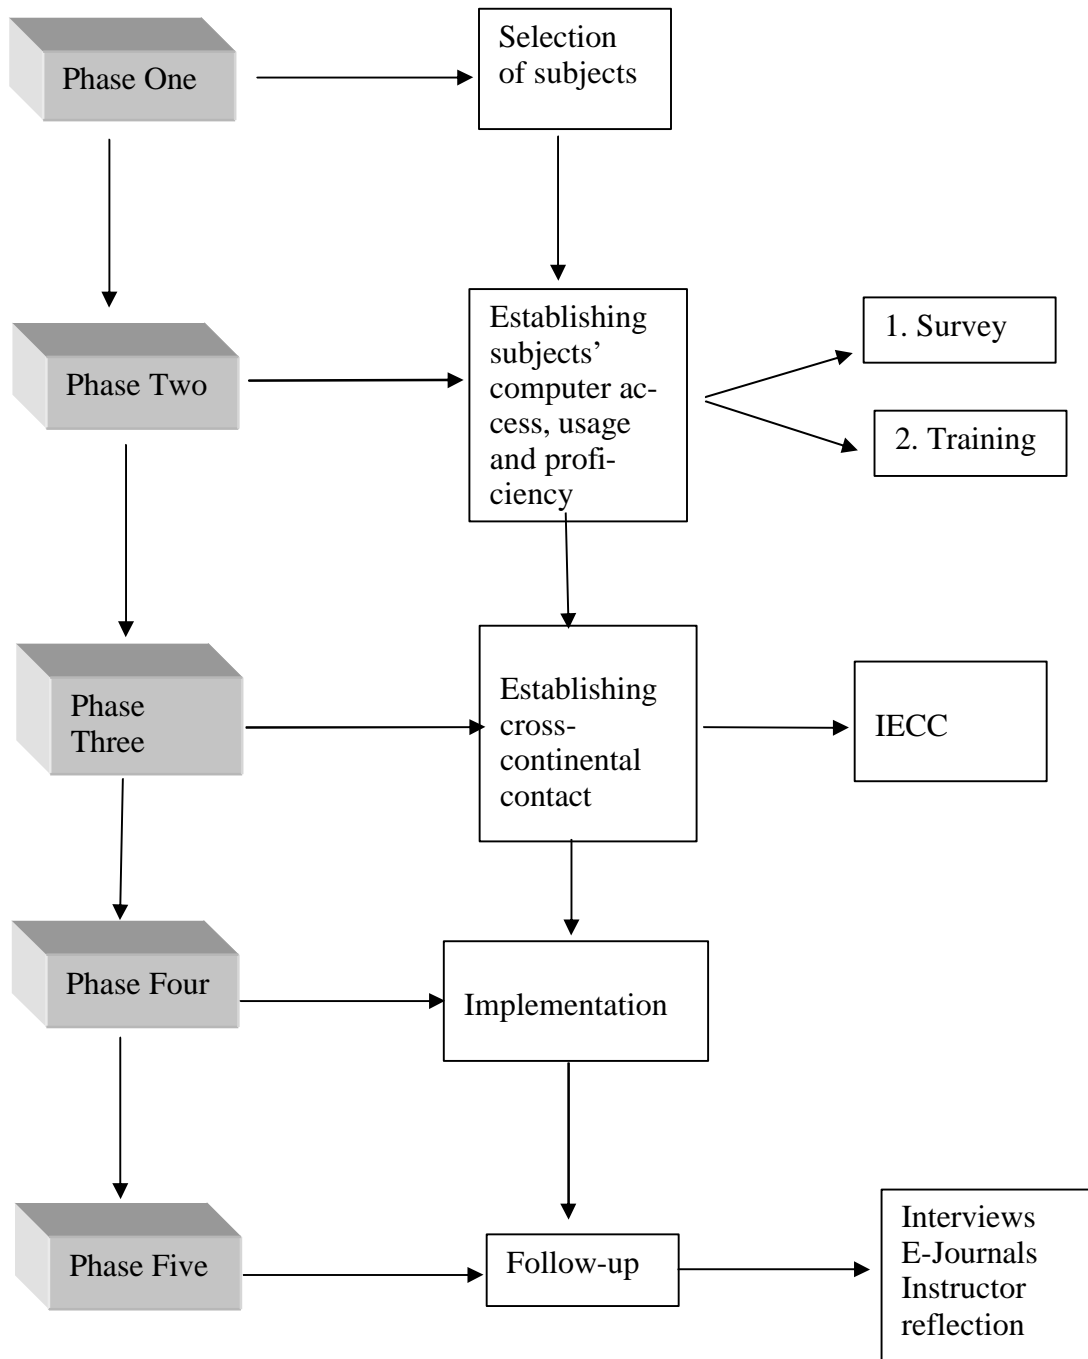 Phase One
Selection
of subjects
Phase Two
Establishing
subjects’
computer ac-
cess, usage
and profi-
ciency
1. Survey
2. Training
Phase
Three
Establishing
cross-
continental
contact
IECC
Phase Four
Implementation
Phase Five
Follow-up
Interviews
E-Journals
Instructor
reflection